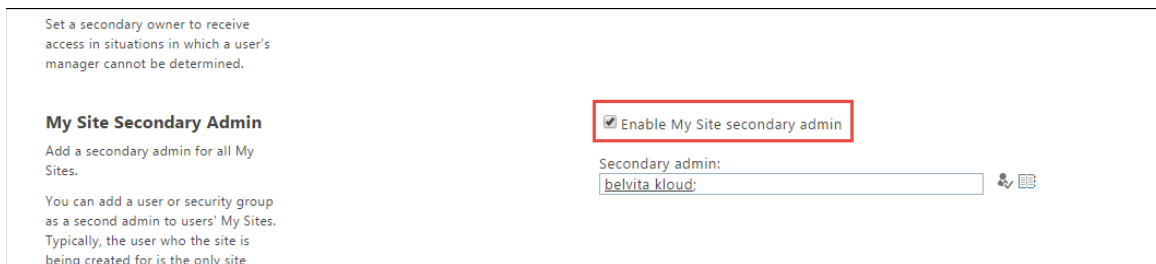 Set a secondary owner to receive
access in situations in which a user's
manager cannot be determined.
My Site Secondary Admin
Add a secondary admin for all My
Sites.
You can add a user or security group
as a second admin to users' My Sites.
Typically, the user who the site is
being created for is the only site
Enable My Site secondary admin
Secondary admin:
belvita kloud;